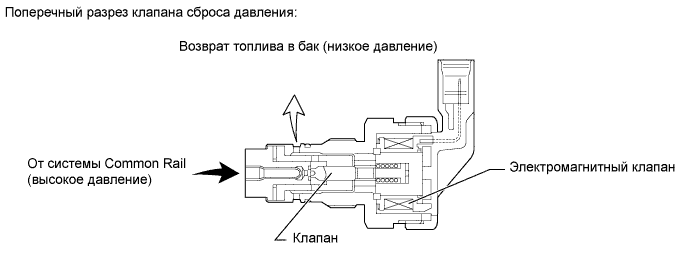 Поперечный разрез клапана сброса давления:
Возврат топлива в бак (низкое давление)
От системы Common Rail
(высокое давление)
Электромагнитный клапан
Клапан